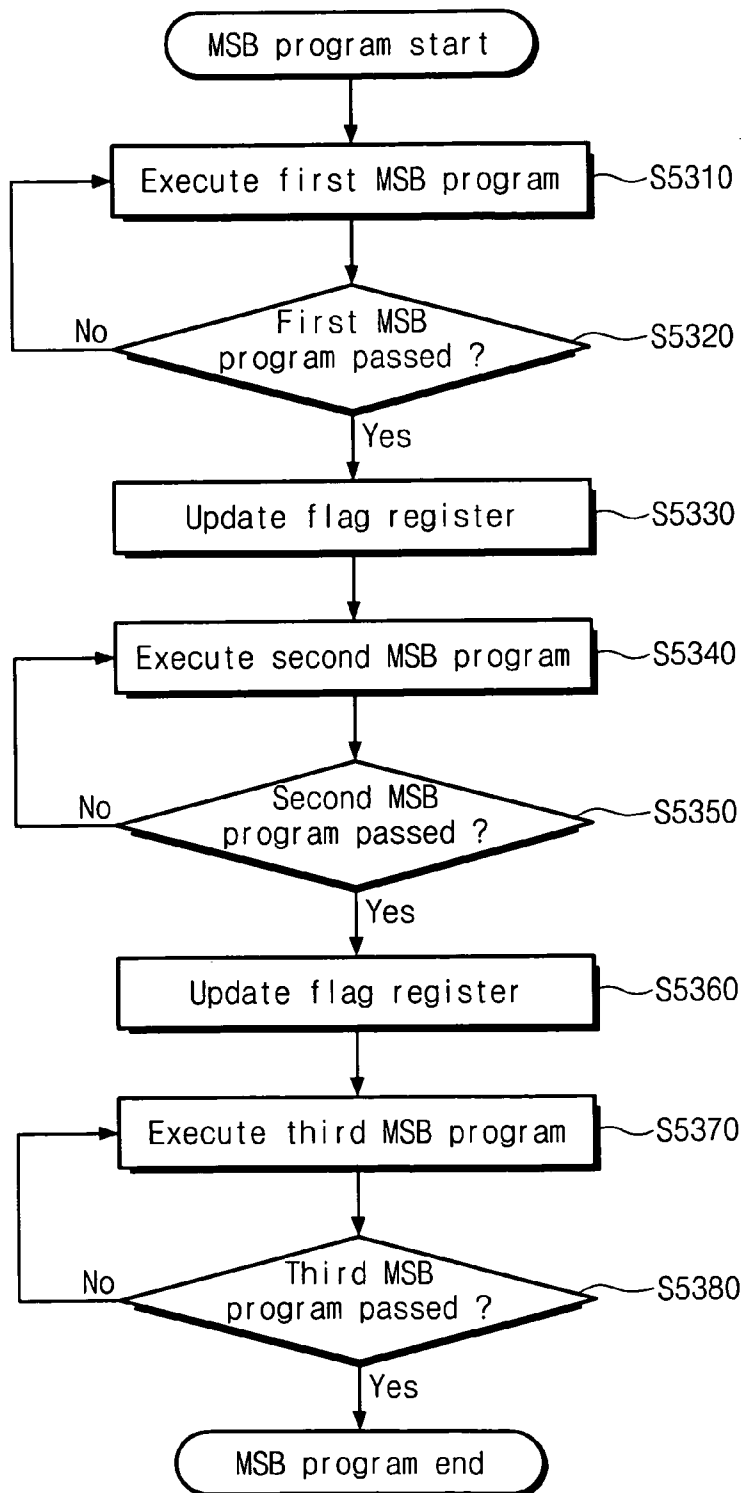 MSB program start
Execute first MSB program
S5310
First MSB
program passed ?
S5320
No
Yes
Update flag register
S5330
Execute second MSB program
S5340
Second MSB
program passed ?
S5350
No
Yes
Update flag register
S5360
Execute third MSB program
S5370
Third MSB
program passed ?
S5380
No
Yes
MSB program end